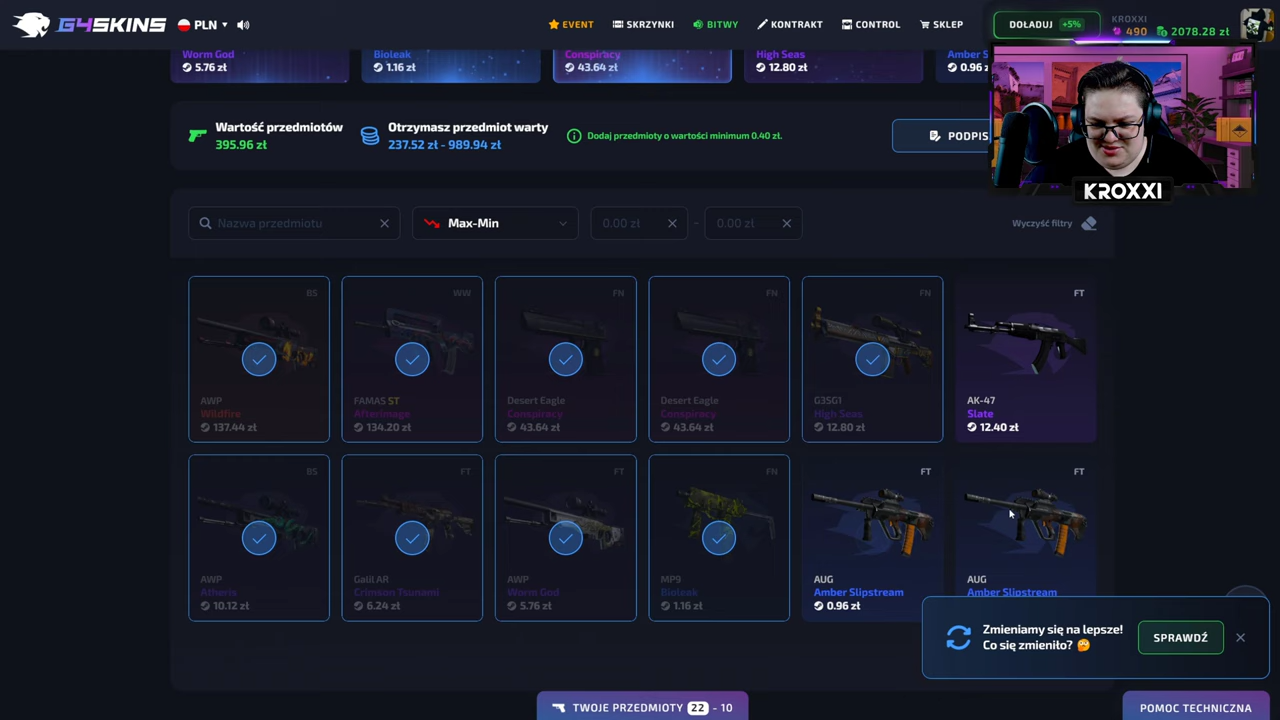 G4SKINS
PLN
EVENT
SKRZYNKI
BITWY
KONTRAKT
CONTROL
SKLEP
DOŁADUJ +5%
KROXXI
490 2078.28 zł
Worm God
5.76 zł
Bioleak
1.16 zł
Conspiracy
43.64 zł
High Seas
12.80 zł
Amber S
0.96 zł
Wartość przedmiotów
395.96 zł
Otrzymasz przedmiot warty
237.52 zł - 989.94 zł
Dodaj przedmioty o wartości minimum 0.40 zł.
PODPIS
KROXXI
Nazwa przedmiotu
Max-Min
0.00 zł - 0.00 zł
Wyczyść filtry
BS
AWP
Wildfire
137.44 zł
WW
FAMAS ST
Afterimage
134.20 zł
FN
Desert Eagle
Conspiracy
43.64 zł
FN
Desert Eagle
Conspiracy
43.64 zł
FN
G3SG1
High Seas
12.80 zł
FT
AK-47
Slate
12.40 zł
BS
AWP
Atheris
10.12 zł
FT
Galil AR
Crimson Tsunami
6.24 zł
FT
AWP
Worm God
5.76 zł
FN
MP9
Bioleak
1.16 zł
FT
AUG
Amber Slipstream
0.96 zł
FT
AUG
Amber Slipstream
Zmieniamy się na lepsze!
Co się zmieniło? 🤔
SPRAWDŹ
TWOJE PRZEDMIOTY 22 - 10
POMOC TECHNICZNA